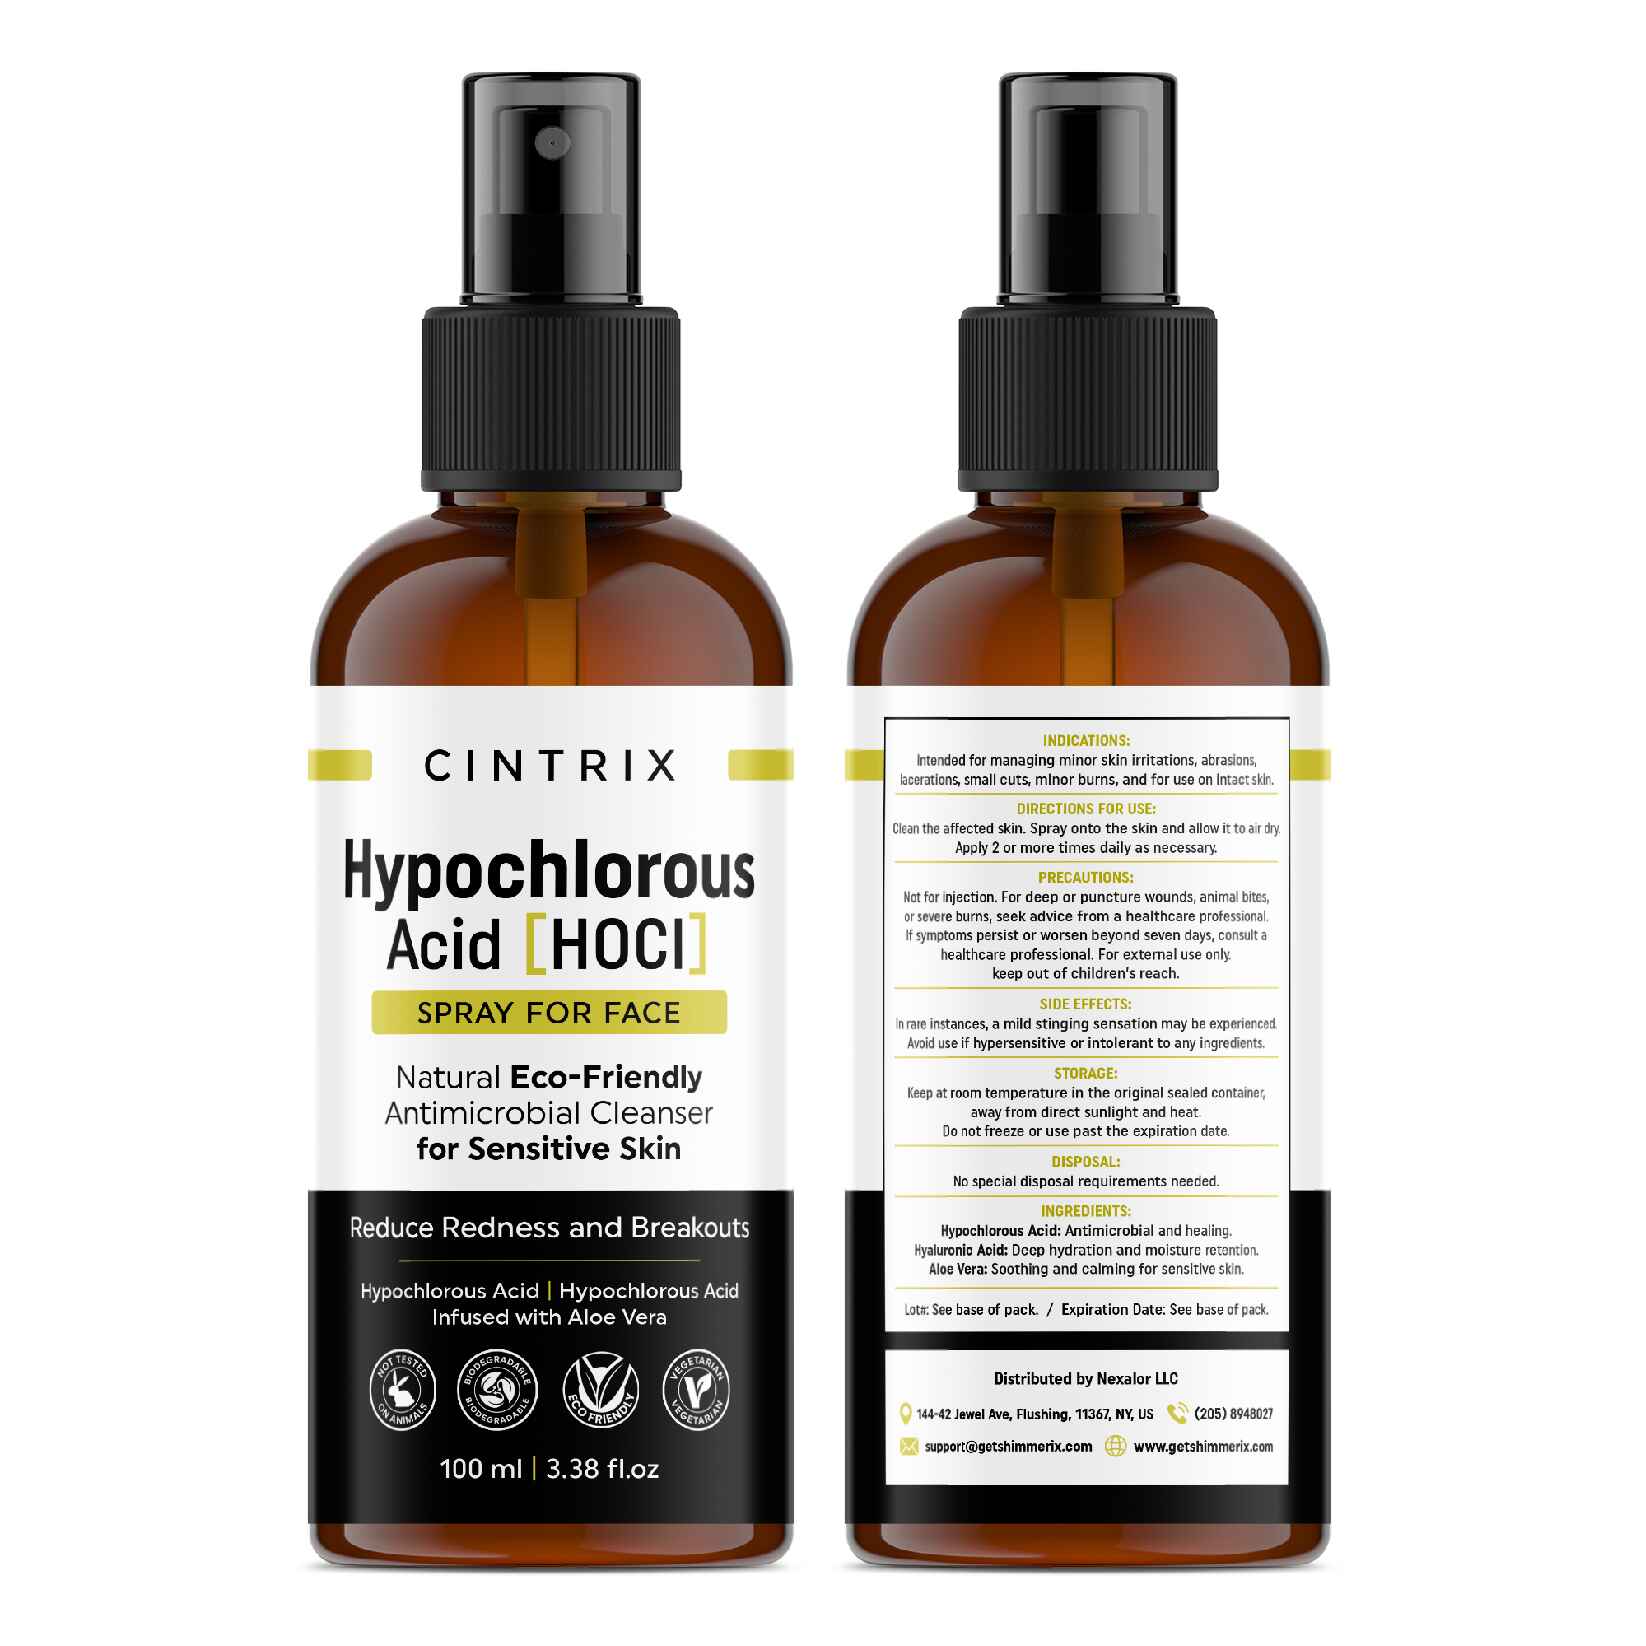 CINTRIX
Hypochlorous
Acid [HOCl]
SPRAY FOR FACE
Natural Eco-Friendly
Antimicrobial Cleanser
for Sensitive Skin
Reduce Redness and Breakouts
Hypochlorous Acid | Hypochlorous Acid
Infused with Aloe Vera
NOT TESTED
ON ANIMALS
BIODEGRADABLE
BIODEGRADABLE
ECO FRIENDLY
VEGETARIAN
VEGETARIAN
100 ml | 3.38 fl.oz
INDICATIONS:
Intended for managing minor skin irritations, abrasions,
lacerations, small cuts, minor burns, and for use on intact skin.
DIRECTIONS FOR USE:
Clean the affected skin. Spray onto the skin and allow it to air dry.
Apply 2 or more times daily as necessary.
PRECAUTIONS:
Not for injection. For deep or puncture wounds, animal bites,
or severe burns, seek advice from a healthcare professional.
If symptoms persist or worsen beyond seven days, consult a
healthcare professional. For external use only.
keep out of children's reach.
SIDE EFFECTS:
In rare instances, a mild stinging sensation may be experienced.
Avoid use if hypersensitive or intolerant to any ingredients.
STORAGE:
Keep at room temperature in the original sealed container,
away from direct sunlight and heat.
Do not freeze or use past the expiration date.
DISPOSAL:
No special disposal requirements needed.
INGREDIENTS:
Hypochlorous Acid: Antimicrobial and healing.
Hyaluronic Acid: Deep hydration and moisture retention.
Aloe Vera: Soothing and calming for sensitive skin.
Lot#: See base of pack. / Expiration Date: See base of pack.
Distributed by Nexalor LLC
144-42 Jewel Ave, Flushing, 11367, NY, US (205) 8948027
support@getshimmerix.com www.getshimmerix.com